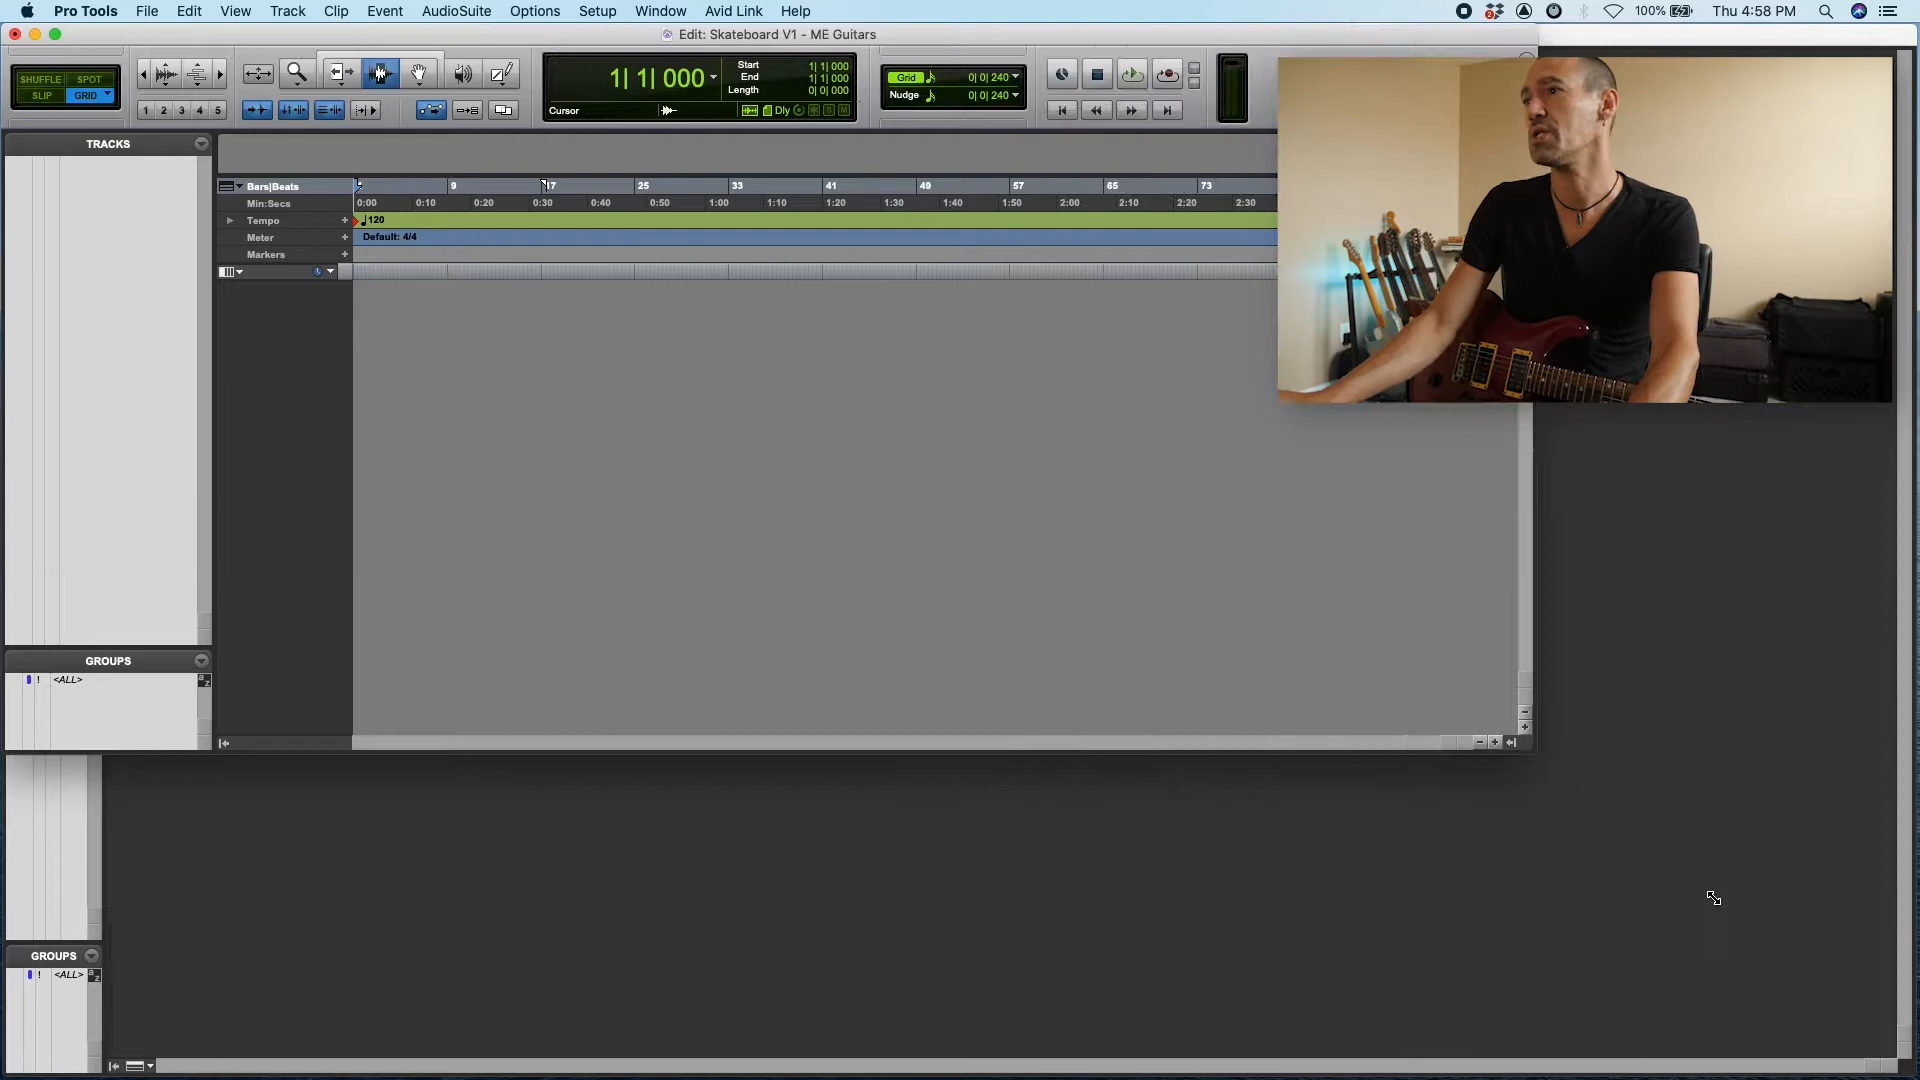 Pro Tools File Edit View Track Clip Event AudioSuite Options Setup Window Avid Link Help 2 100% Thu 4:58 PM
Edit: Skateboard V1 - ME Guitars
SHUFFLE SPOT
SLIP GRID
1 2 3 4 5
1| 1| 000
Start 1| 1| 000
End 1| 1| 000
Length 0| 0| 000
Cursor Dly S M
Grid 0| 0| 240
Nudge 0| 0| 240
TRACKS
Bars|Beats 9 17 25 33 41 49 57 65 73
Min:Secs 0:00 0:10 0:20 0:30 0:40 0:50 1:00 1:10 1:20 1:30 1:40 1:50 2:00 2:10 2:20 2:30
Tempo + 120
Meter + Default: 4/4
Markers +
GROUPS
! <ALL> a z
GROUPS
! <ALL> a z